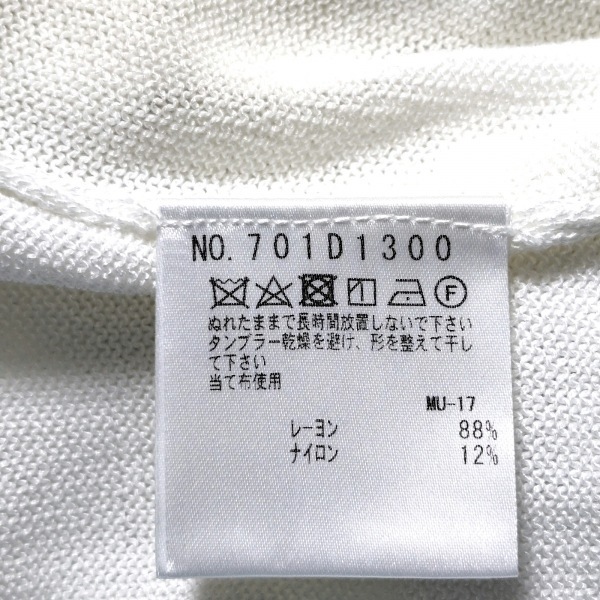 NO. 701D1300
ぬれたままで長時間放置しないで下さい
タンブラー乾燥を避け、形を整えて干し
て下さい
当て布使用
MU-17
レーヨン 88%
ナイロン 12%